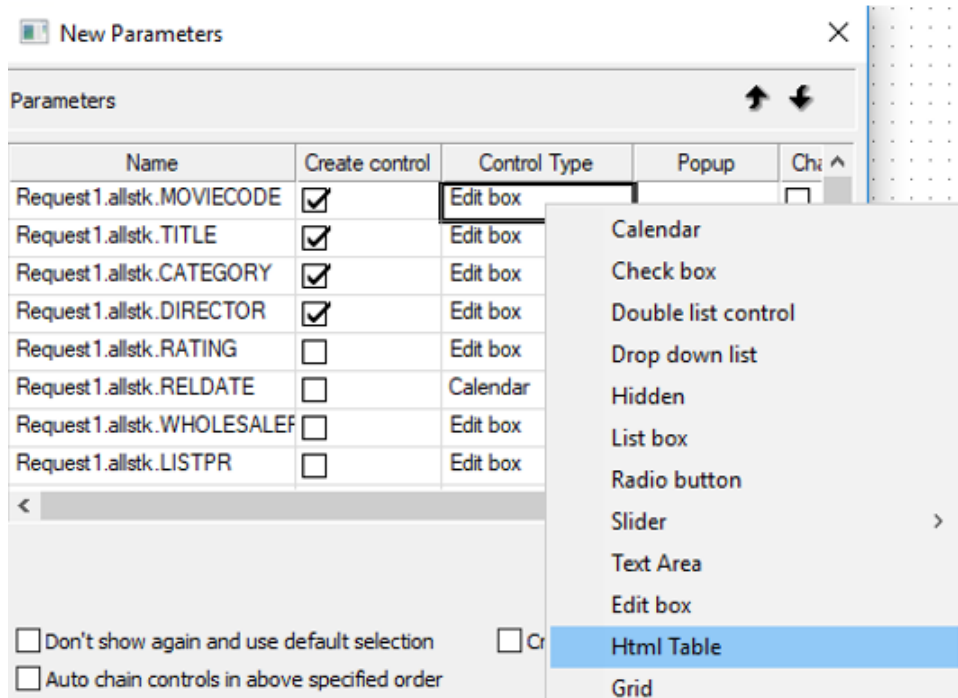 New Parameters
Parameters
Name Create control Control Type Popup
Request1.allstk.MOVIECODE Edit box
Request1.allstk.TITLE Edit box
Request1.allstk.CATEGORY Edit box
Request1.allstk.DIRECTOR Edit box
Request1.allstk.RATING Edit box
Request1.allstk.RELDATE Calendar
Request1.allstk.WHOLESALEF Edit box
Request1.allstk.LISTPR Edit box
Calendar
Check box
Double list control
Drop down list
Hidden
List box
Radio button
Slider
Text Area
Edit box
Html Table
Grid
Don't show again and use default selection
Auto chain controls in above specified order